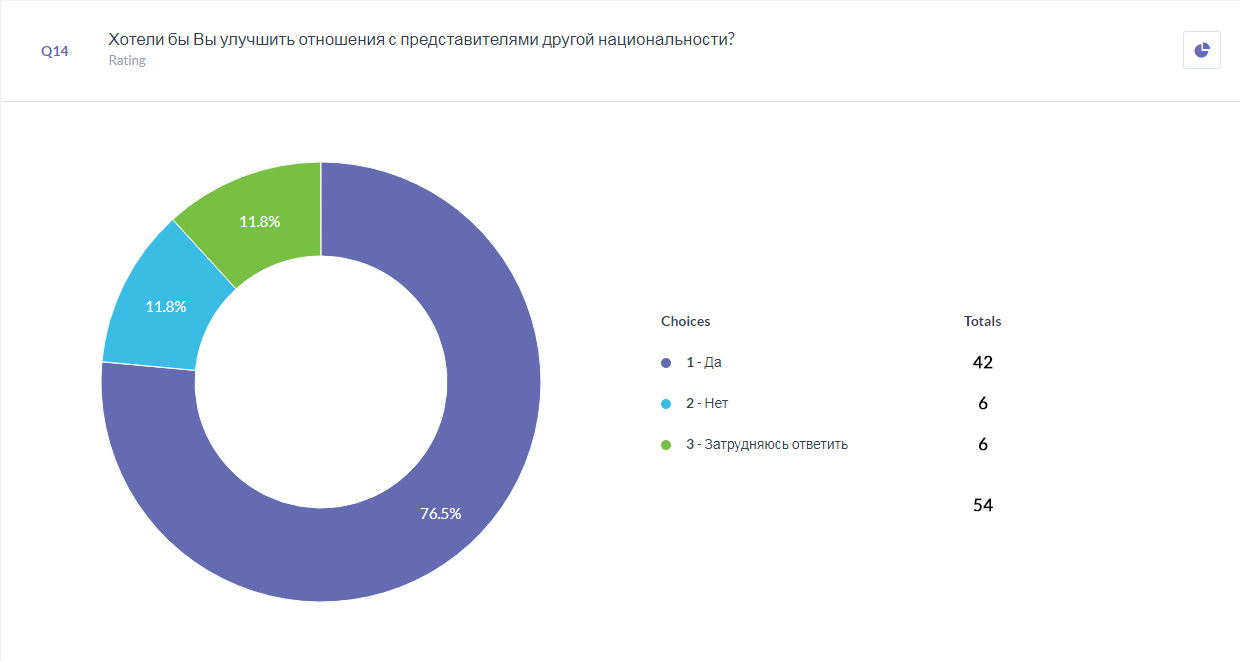 Q14
Хотели бы Вы улучшить отношения с представителями другой национальности?
Rating
11.8%
11.8%
76.5%
Choices Totals
1 - Да 42
2 - Нет 6
3 - Затрудняюсь ответить 6
54